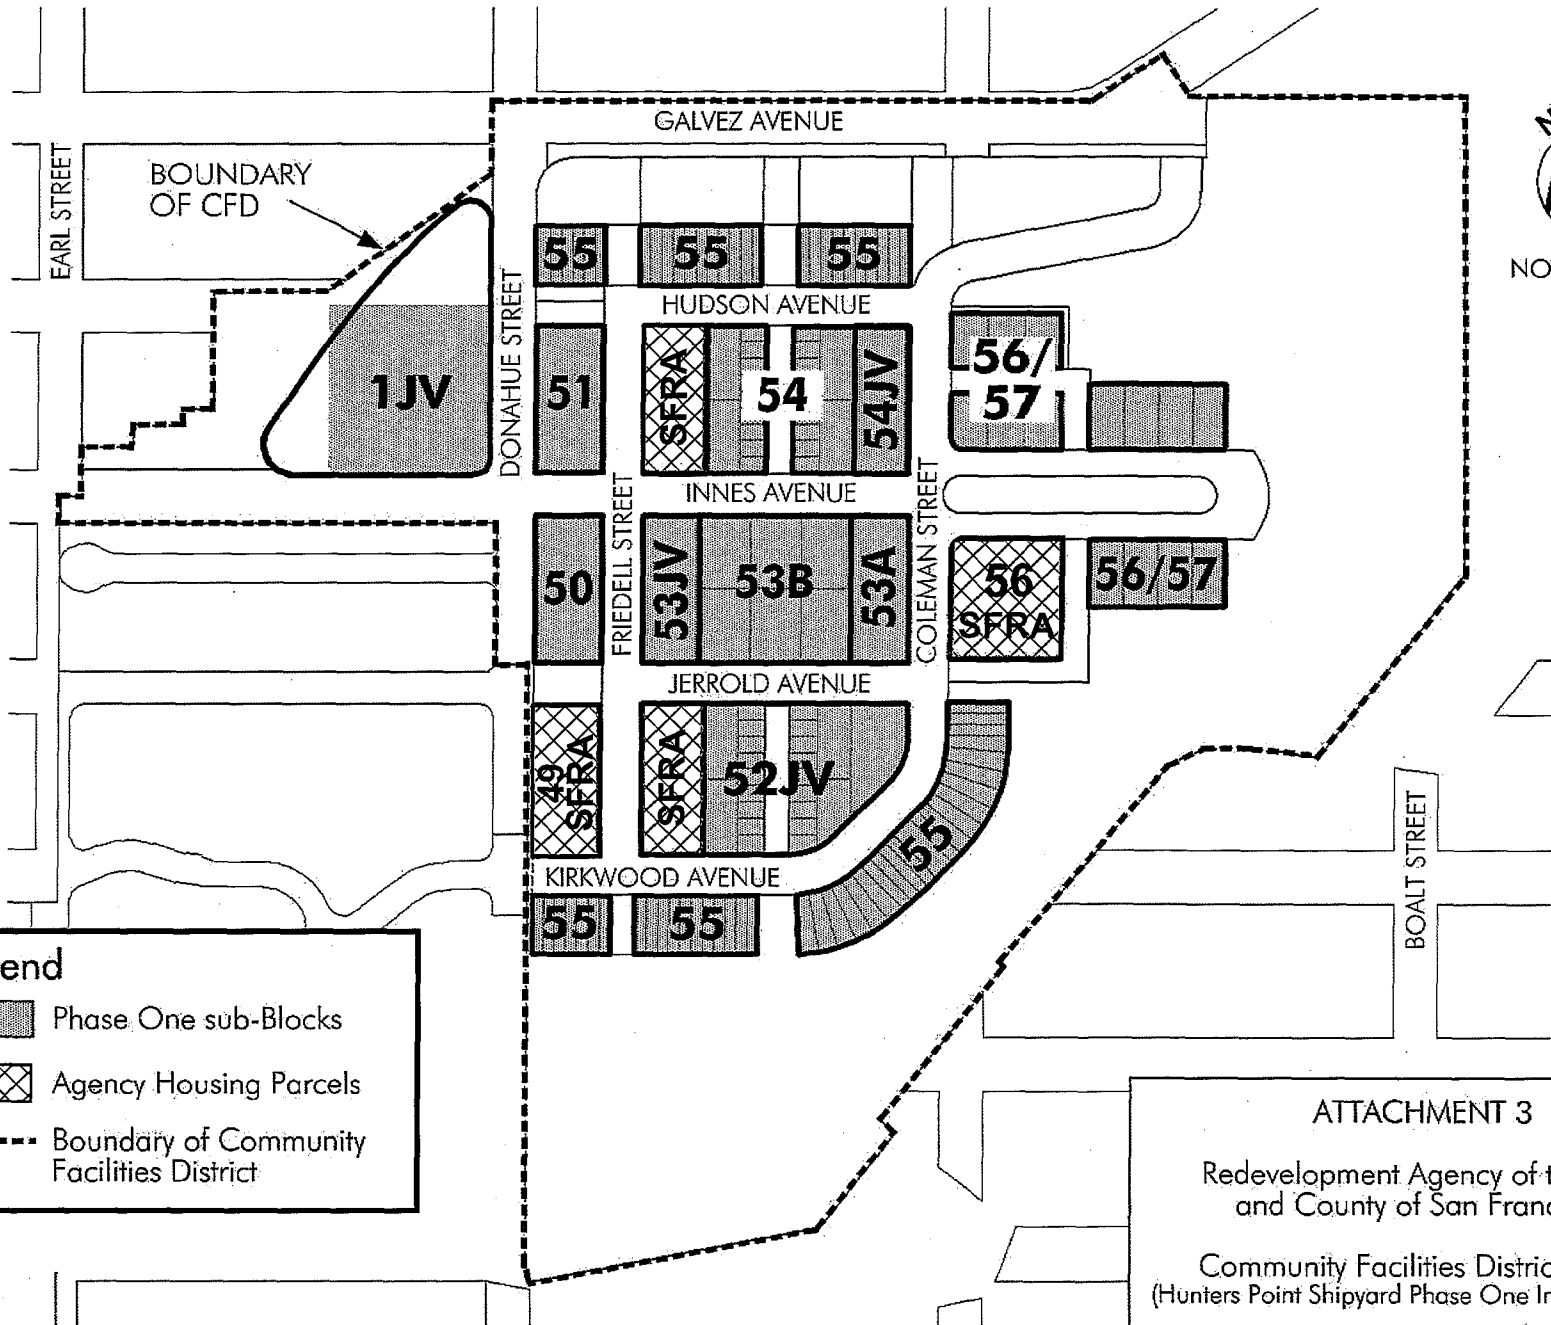 GALVEZ AVENUE
EARL STREET
BOUNDARY
OF CFD
NO
55
55
55
HUDSON AVENUE
DONAHUE STREET
1JV
51
SFRA
54
54JV
56/
57
INNES AVENUE
FRIEDELL STREET
COLEMAN STREET
50
53JV
53B
53A
56
SFRA
56/57
JERROLD AVENUE
49
SFRA
SFRA
52JV
55
KIRKWOOD AVENUE
55
55
BOALT STREET
end
Phase One sub-Blocks
Agency Housing Parcels
Boundary of Community
Facilities District
ATTACHMENT 3
Redevelopment Agency of t
and County of San Fran
Community Facilities Distric
(Hunters Point Shipyard Phase One In